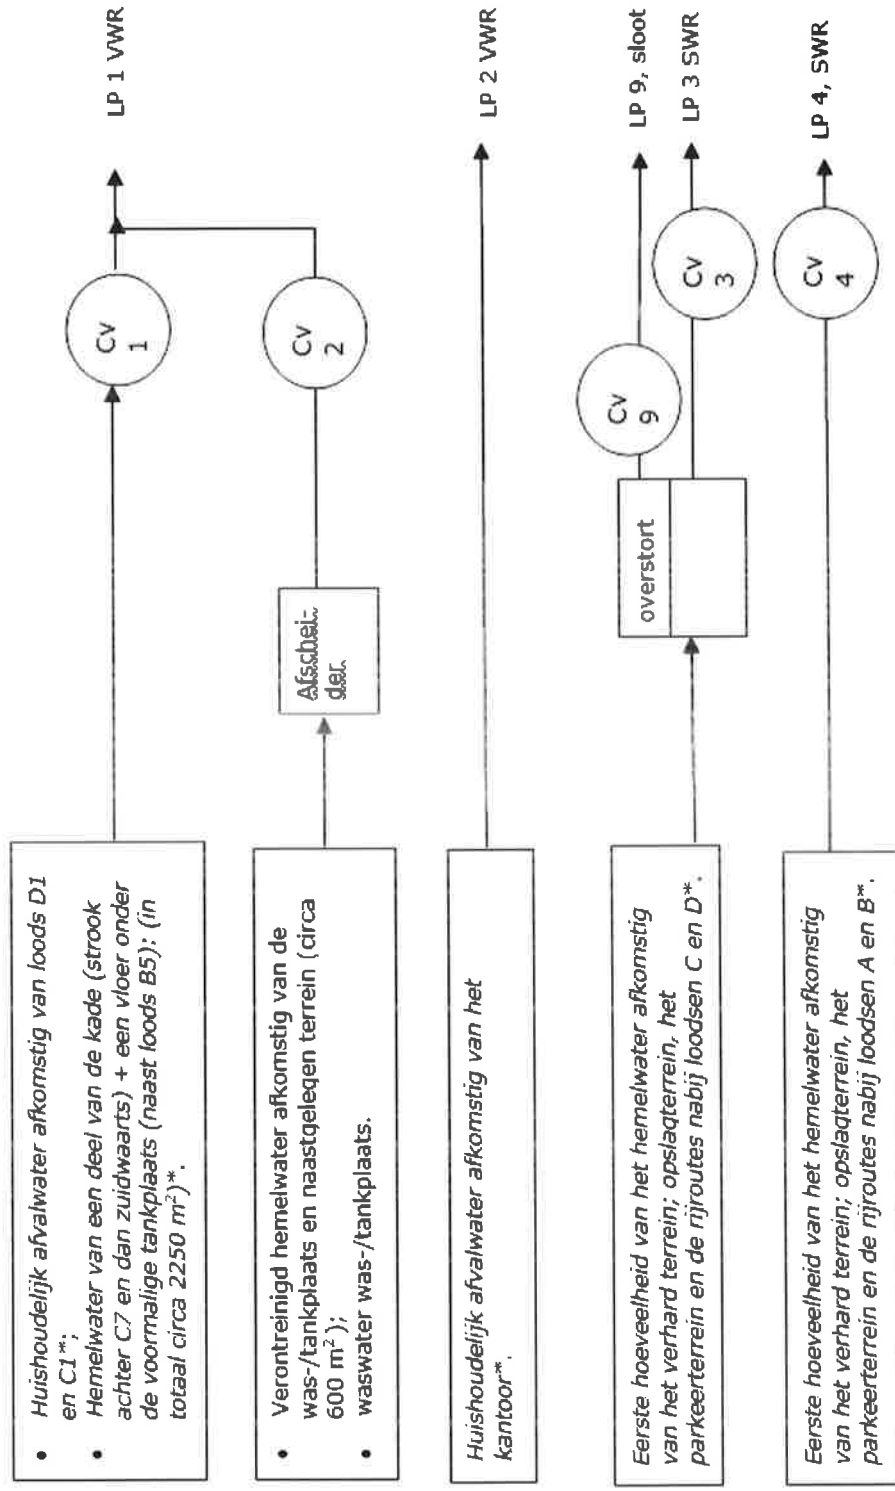 • Huishoudelijk afvalwater afkomstig van loods D1
en C1*;
• Hemelwater van een deel van de kade (strook
achter C7 en dan zuidwaarts) + een vloer onder
de voormalige tankplaats (naast loods B5): (in
totaal circa 2250 m²)*.
Cv
1
LP 1 VWR
• Verontreinigd hemelwater afkomstig van de
was-/tankplaats en naastgelegen terrein (circa
600 m²);
• waswater was-/tankplaats.
Afschei-
der
Cv
2
Huishoudelijk afvalwater afkomstig van het
kantoor*.
LP 2 VWR
Eerste hoeveelheid van het hemelwater afkomstig
van het verhard terrein; opslagterrein, het
parkeerterrein en de rijroutes nabij loodsen C en D*.
overstort
Cv
9
LP 9, sloot
Cv
3
LP 3 SWR
Eerste hoeveelheid van het hemelwater afkomstig
van het verhard terrein; opslagterrein, het
parkeerterrein en de rijroutes nabij loodsen A en B*.
Cv
4
LP 4, SWR